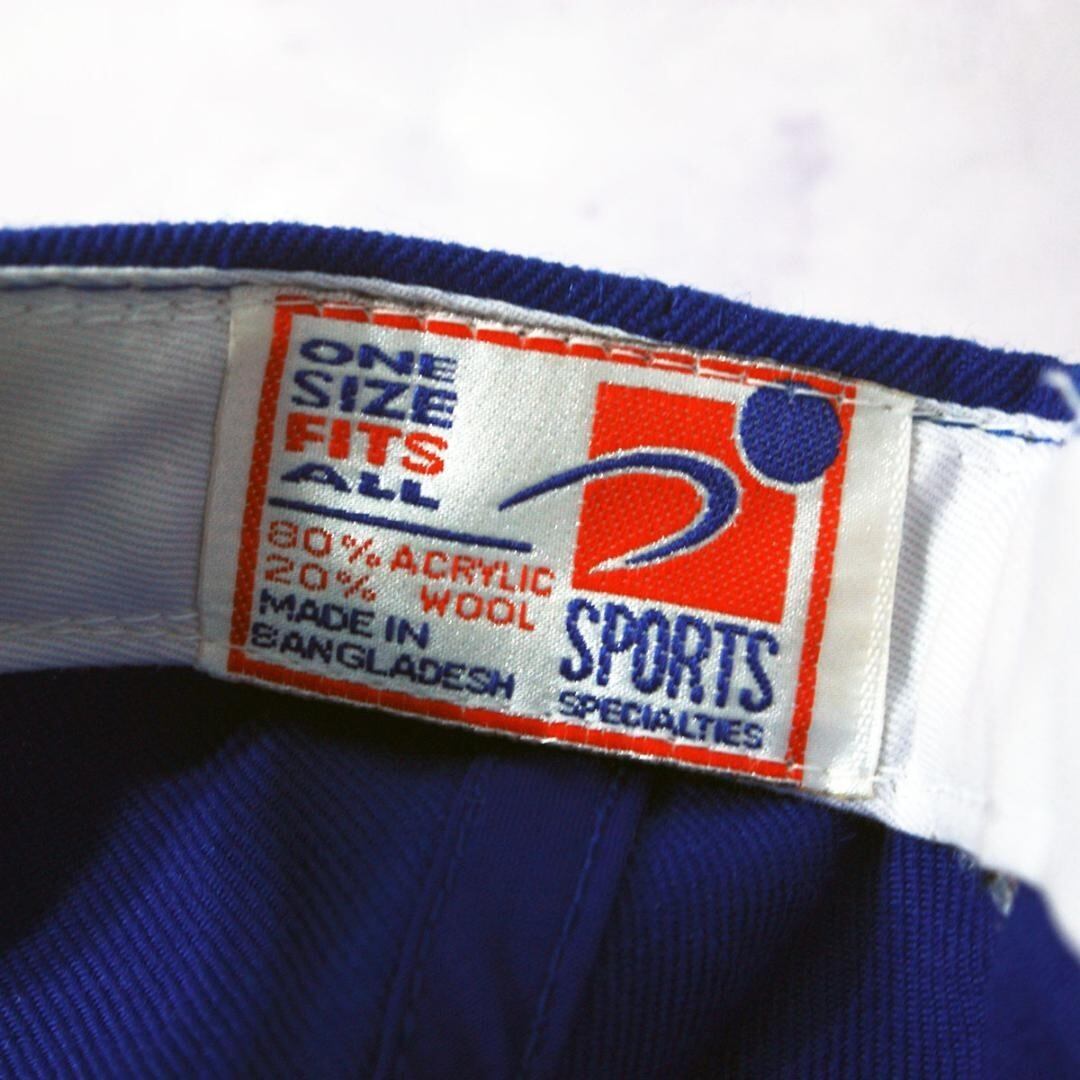 ONE
SIZE
FITS
ALL
80% ACRYLIC
20% WOOL
MADE IN
BANGLADESH
SPORTS
SPECIALTIES